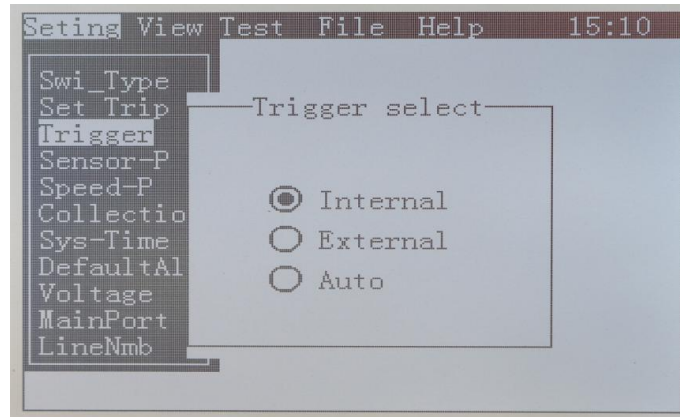 Seting View Test File Help 15:10
Swi_Type
Set Trip
Trigger
Sensor-P
Speed-P
Collectio
Sys-Time
DefaultAl
Voltage
MainPort
LineNmb
Trigger select
Internal
External
Auto